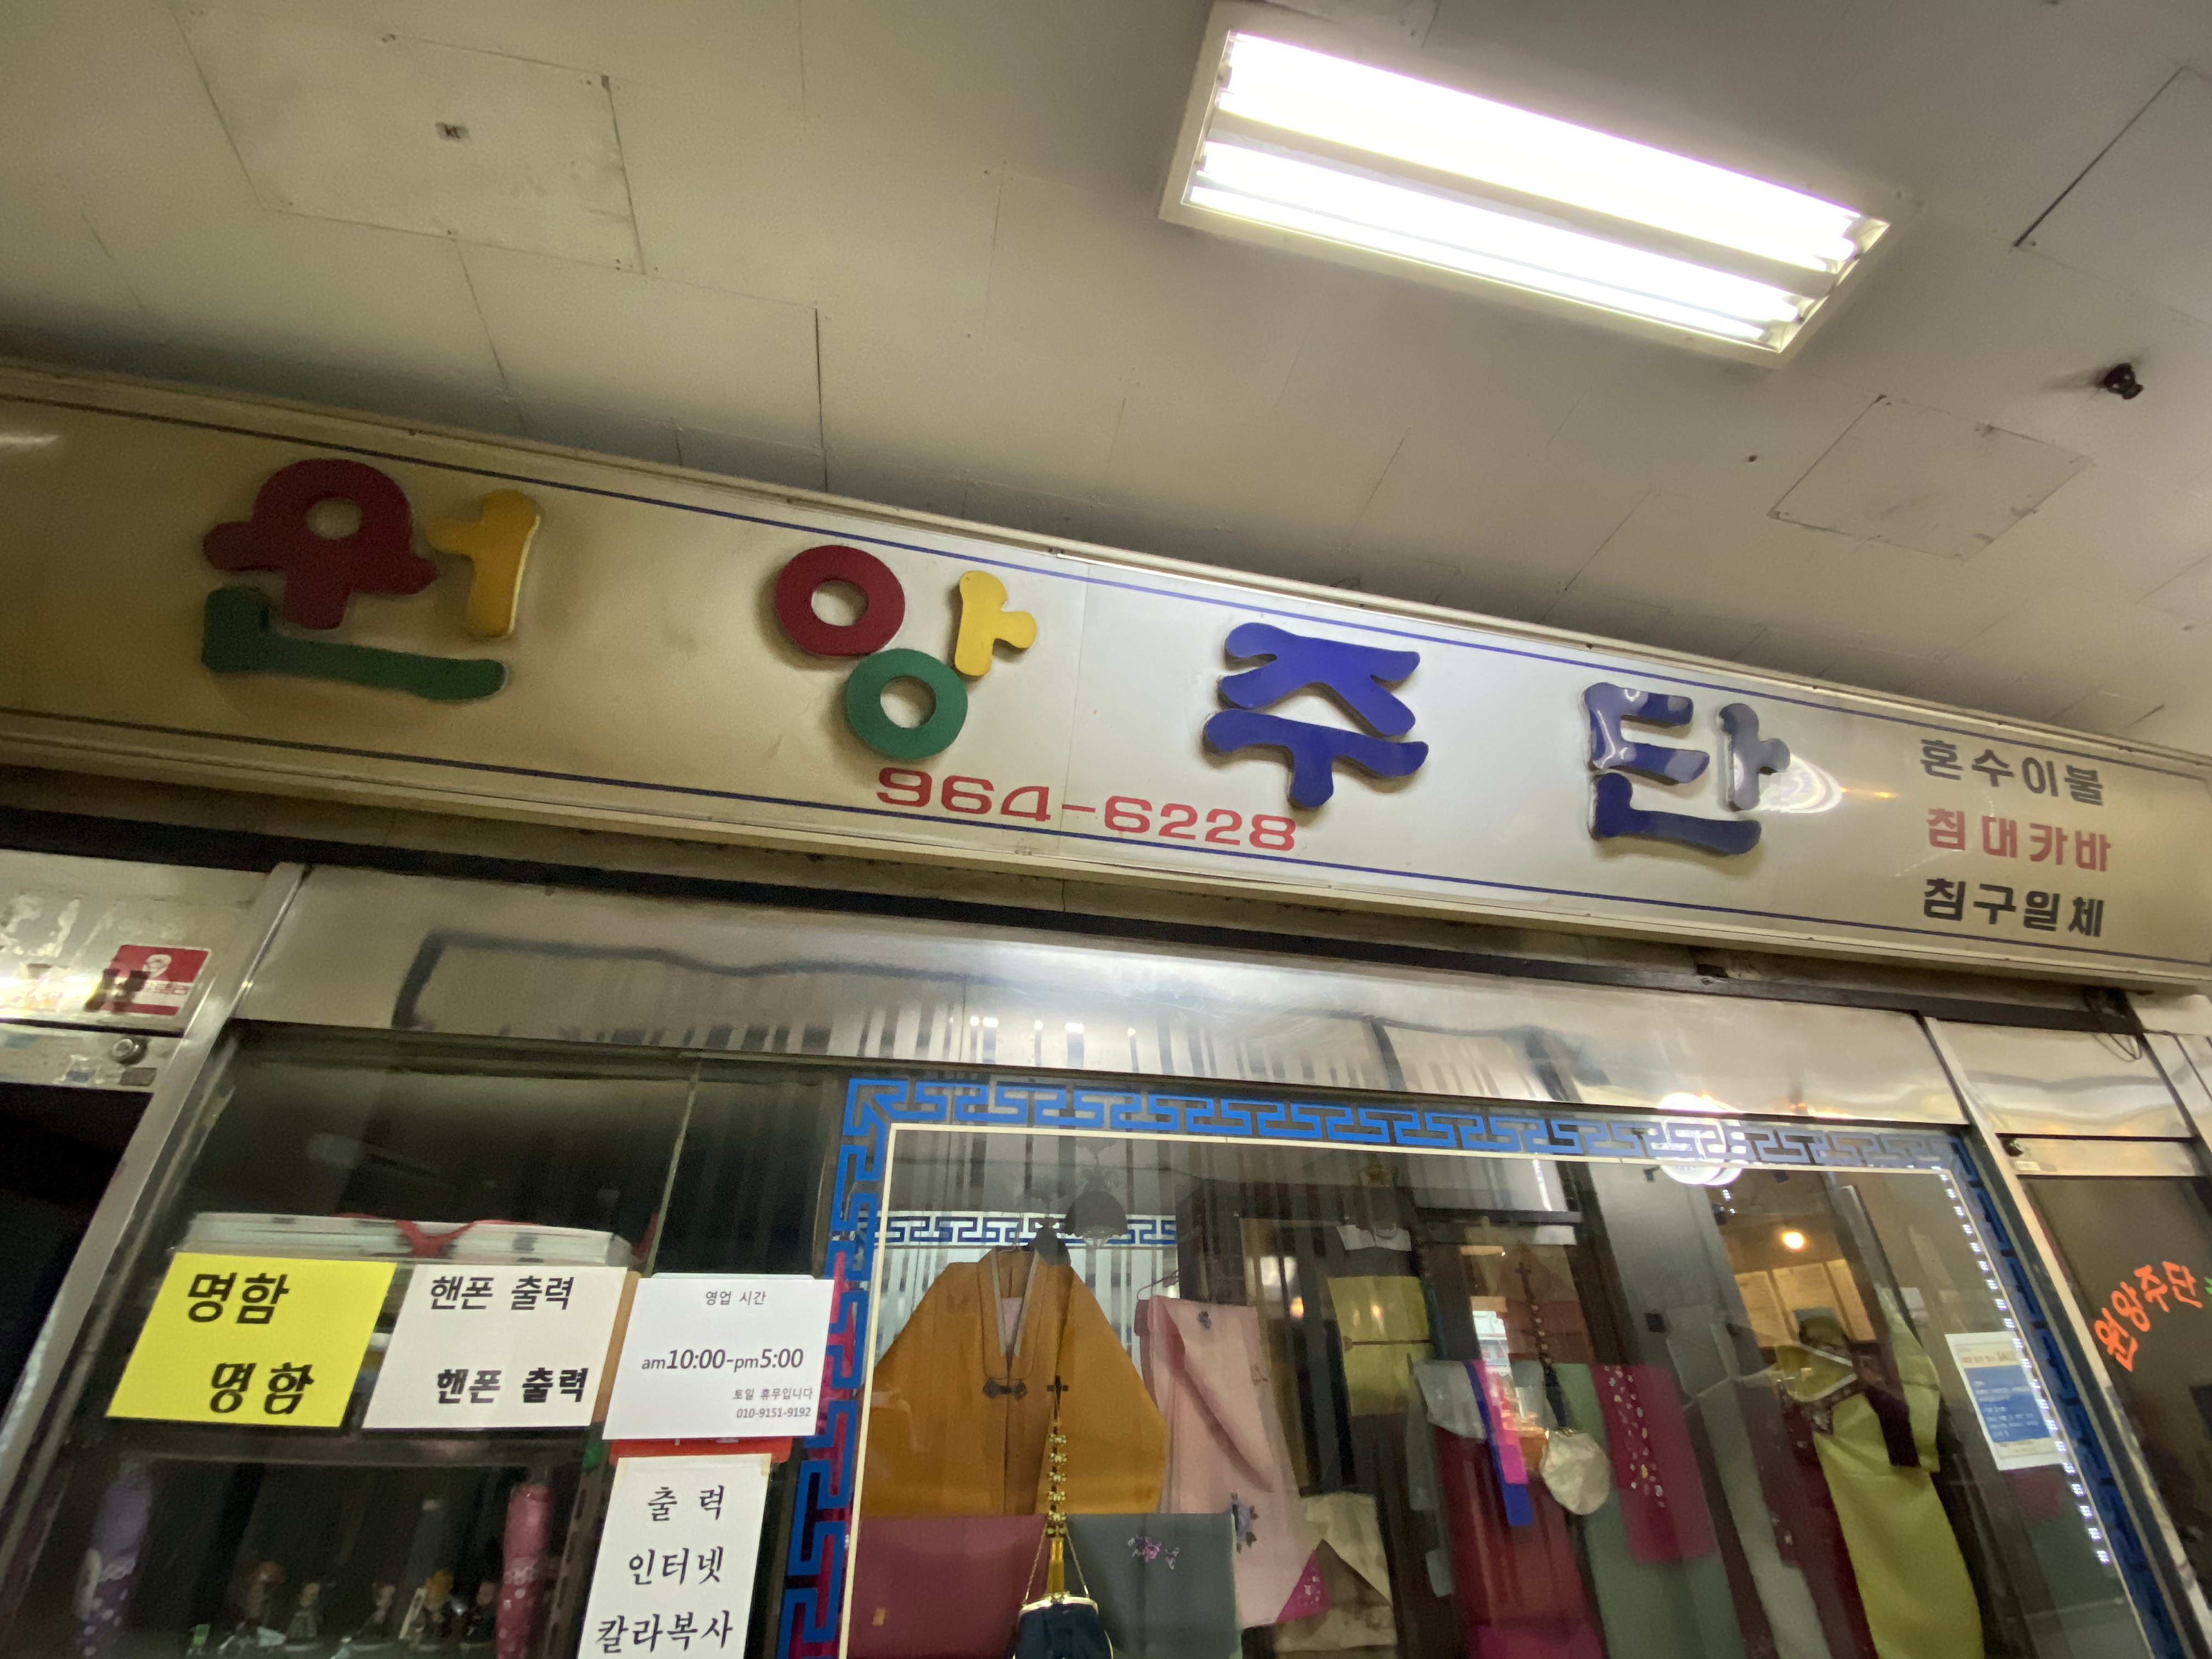 kt
원앙주단
964-6228
혼수이불
침대카바
침구일체
명함
명함
핸폰 출력
핸폰 출력
영업 시간
am10:00-pm5:00
토일 휴무입니다
010-9151-9192
출력
인터넷
칼라복사
원앙주단